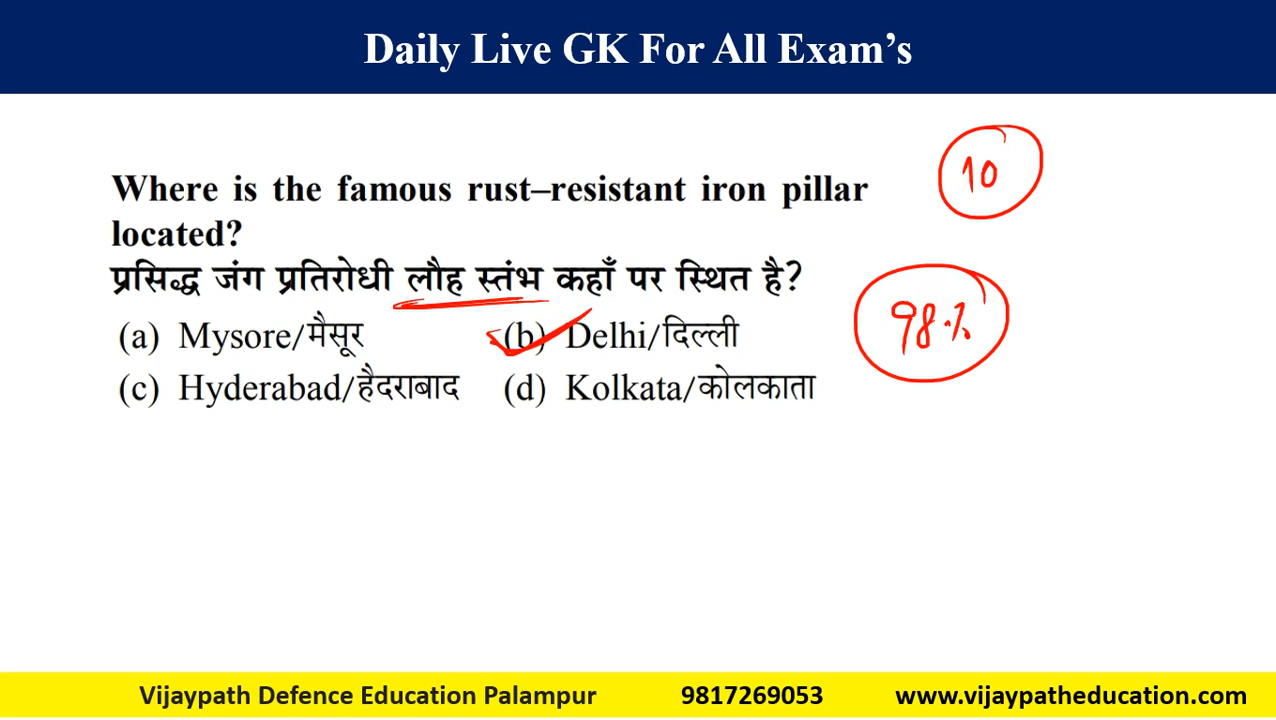 Daily Live GK For All Exam’s
10
Where is the famous rust–resistant iron pillar
located?
प्रसिद्ध जंग प्रतिरोधी लौह स्तंभ कहाँ पर स्थित है?
98%
(a) Mysore/मैसूर (b) Delhi/दिल्ली
(c) Hyderabad/हैदराबाद (d) Kolkata/कोलकाता
Vijaypath Defence Education Palampur 9817269053 www.vijaypatheducation.com